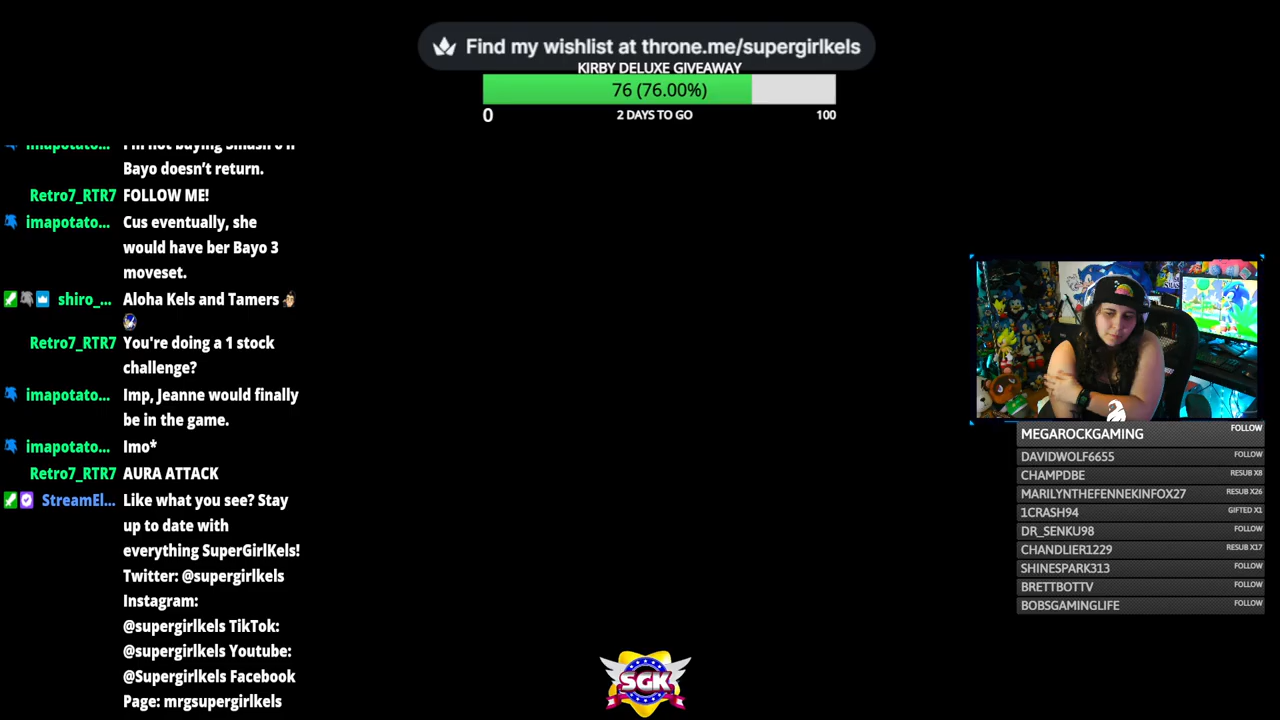 Find my wishlist at throne.me/supergirlkels
KIRBY DELUXE GIVEAWAY
76 (76.00%)
0
2 DAYS TO GO
100
Bayo doesn't return.
Retro7_RTR7 FOLLOW ME!
imapotato... Cus eventually, she
would have ber Bayo 3
moveset.
shiro_... Aloha Kels and Tamers
Retro7_RTR7 You're doing a 1 stock
challenge?
imapotato... Imp, Jeanne would finally
be in the game.
imapotato... Imo*
Retro7_RTR7 AURA ATTACK
StreamEl... Like what you see? Stay
up to date with
everything SuperGirlKels!
Twitter: @supergirlkels
Instagram:
@supergirlkels TikTok:
@supergirlkels Youtube:
@Supergirlkels Facebook
Page: mrgsupergirlkels
MEGAROCKGAMING FOLLOW
DAVIDWOLF6655 FOLLOW
CHAMPDBE RESUB X8
MARILYNTHEFENNEKINFOX27 RESUB X26
1CRASH94 GIFTED X1
DR_SENKU98 FOLLOW
CHANDLIER1229 RESUB X17
SHINESPARK313 FOLLOW
BRETTBOTTV FOLLOW
BOBSGAMINGLIFE FOLLOW
SGK